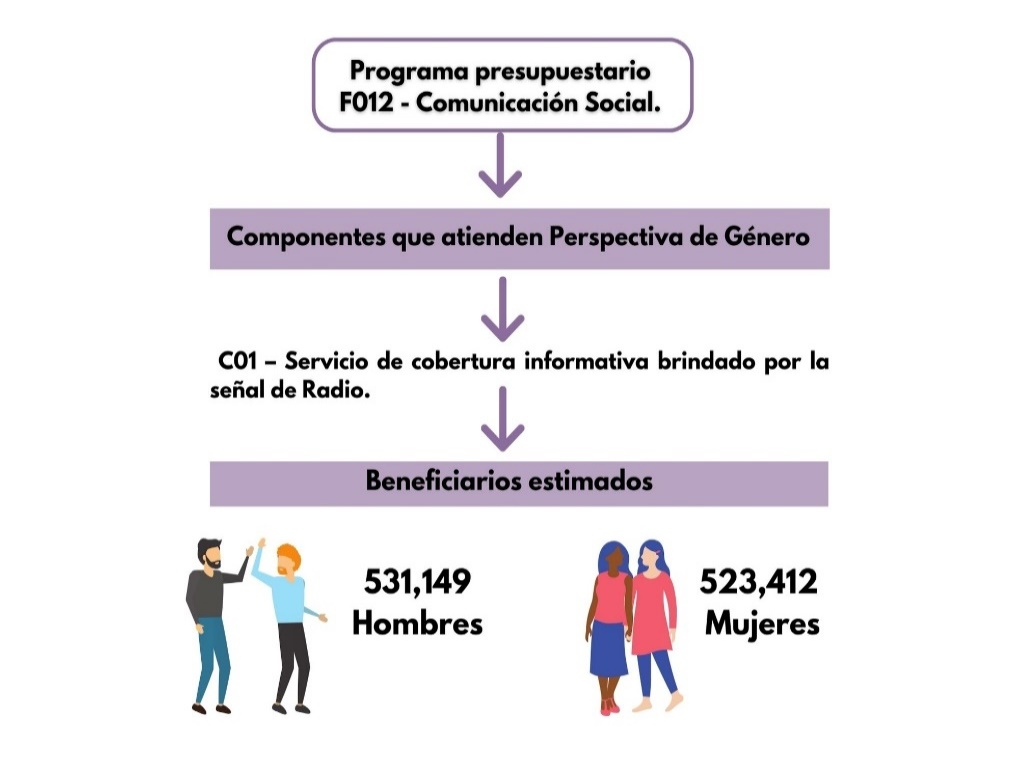 Programa presupuestario
F012 - Comunicación Social.
Componentes que atienden Perspectiva de Género
C01 – Servicio de cobertura informativa brindado por la
señal de Radio.
Beneficiarios estimados
531,149
Hombres
523,412
Mujeres